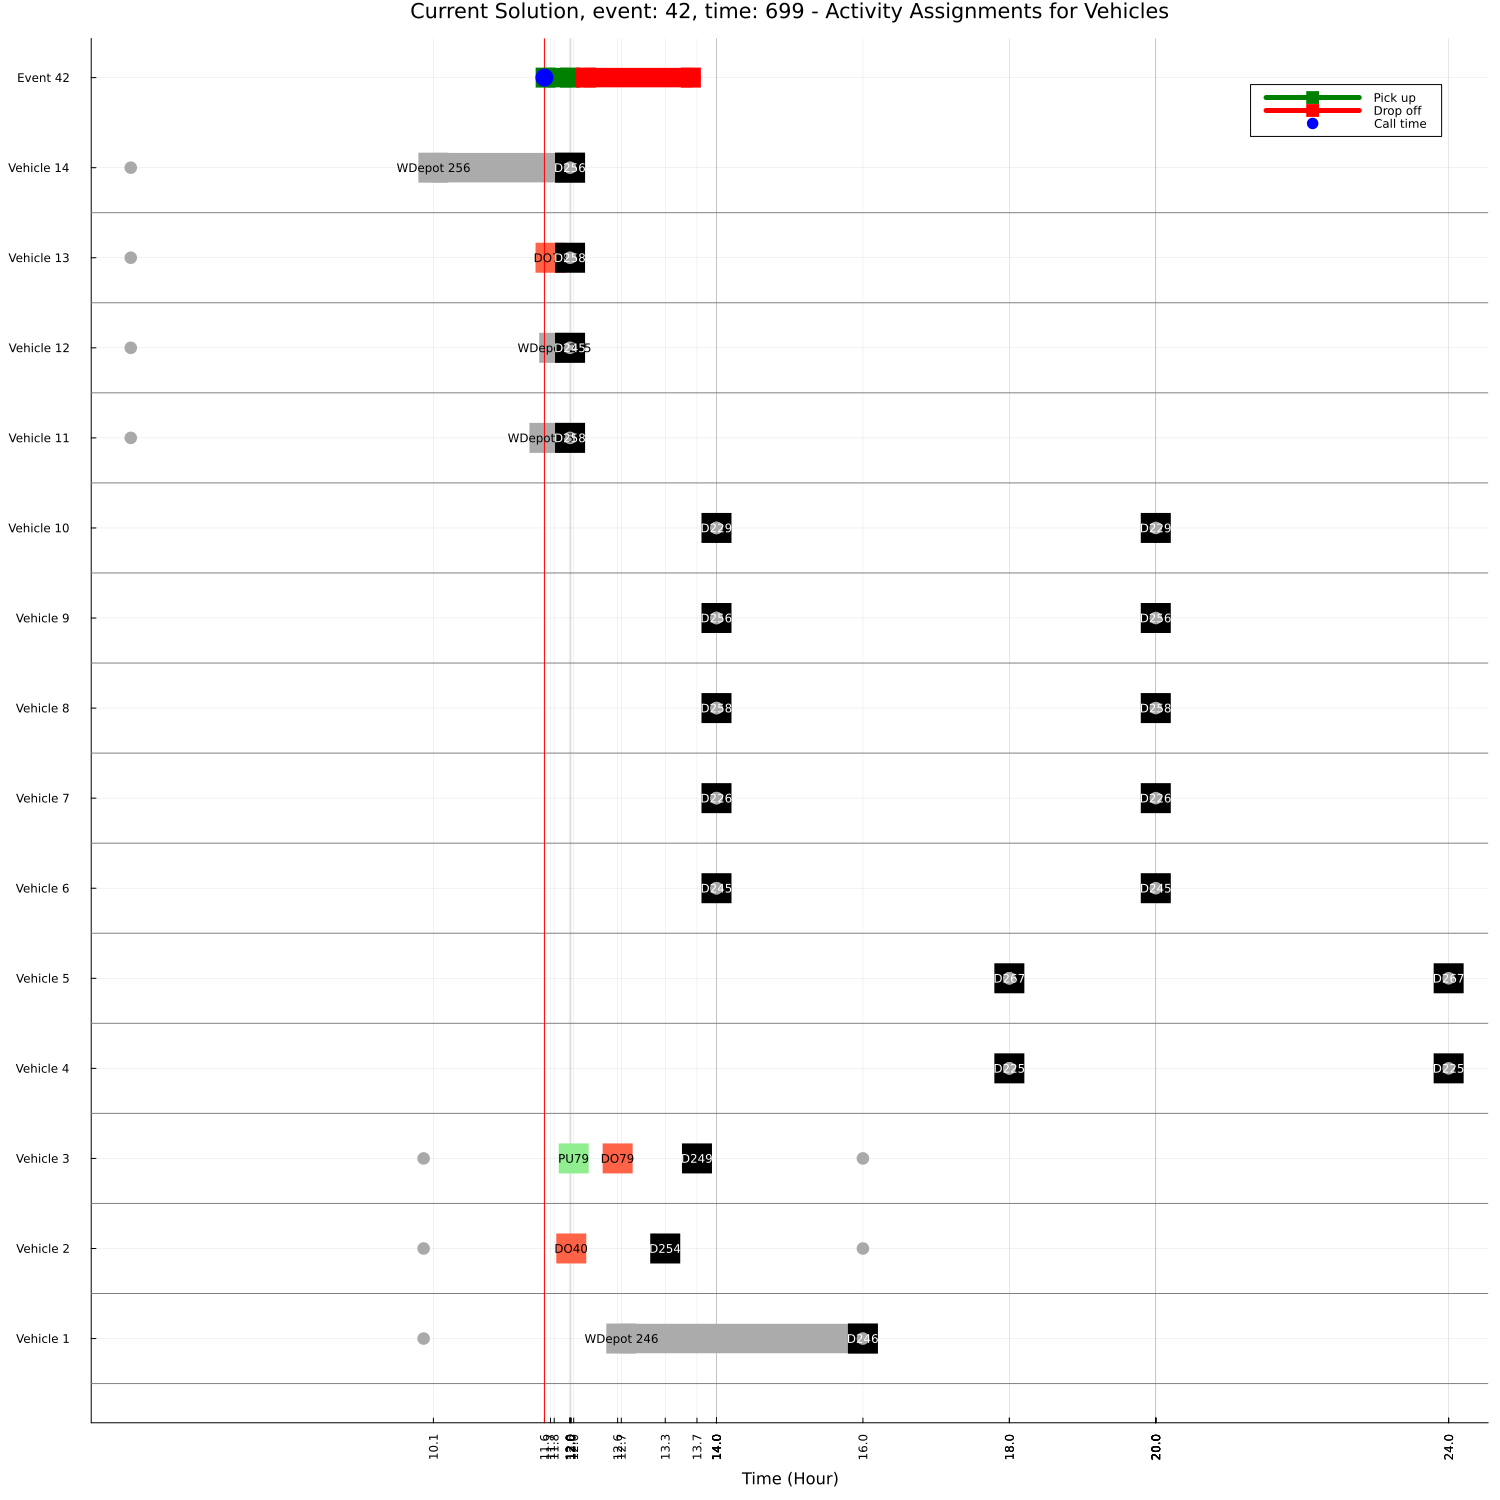 Current Solution, event: 42, time: 699 - Activity Assignments for Vehicles
Event 42
Pick up
Drop off
Call time
Vehicle 14
WDepot 256
D256
Vehicle 13
D258
Vehicle 12
D245
Vehicle 11
WDepot
D258
Vehicle 10
D229
D229
Vehicle 9
D256
D256
Vehicle 8
D258
D258
Vehicle 7
D226
D226
Vehicle 6
D245
D245
Vehicle 5
D267
D267
Vehicle 4
D225
D225
Vehicle 3
PU79
DO79
D249
Vehicle 2
DO40
D254
Vehicle 1
WDepot 246
D246
10.1
11.6
12.6
12.7
13.3
13.7
14.0
16.0
18.0
20.0
24.0
Time (Hour)